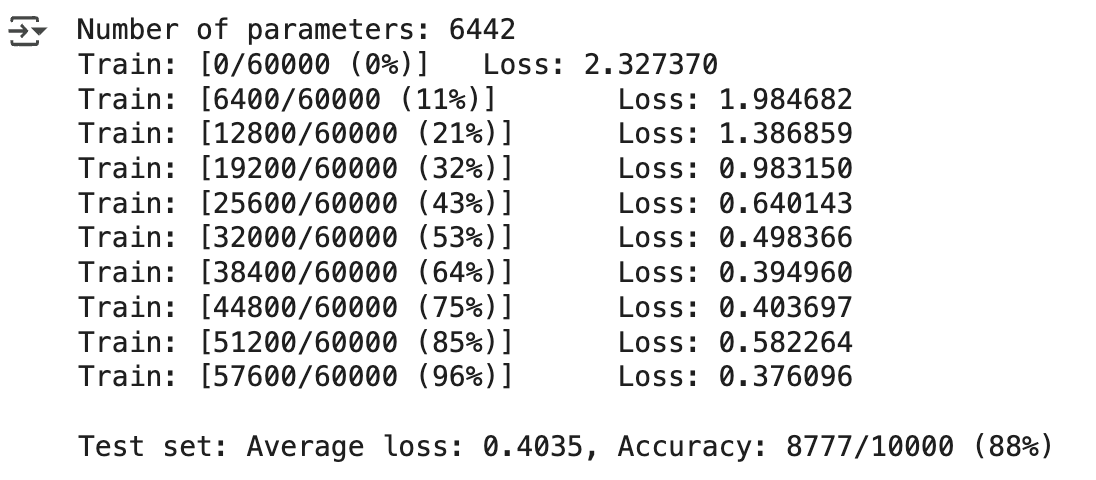 Number of parameters: 6442
Train: [0/60000 (0%)]	Loss: 2.327370
Train: [6400/60000 (11%)]	Loss: 1.984682
Train: [12800/60000 (21%)]	Loss: 1.386859
Train: [19200/60000 (32%)]	Loss: 0.983150
Train: [25600/60000 (43%)]	Loss: 0.640143
Train: [32000/60000 (53%)]	Loss: 0.498366
Train: [38400/60000 (64%)]	Loss: 0.394960
Train: [44800/60000 (75%)]	Loss: 0.403697
Train: [51200/60000 (85%)]	Loss: 0.582264
Train: [57600/60000 (96%)]	Loss: 0.376096
Test set: Average loss: 0.4035, Accuracy: 8777/10000 (88%)